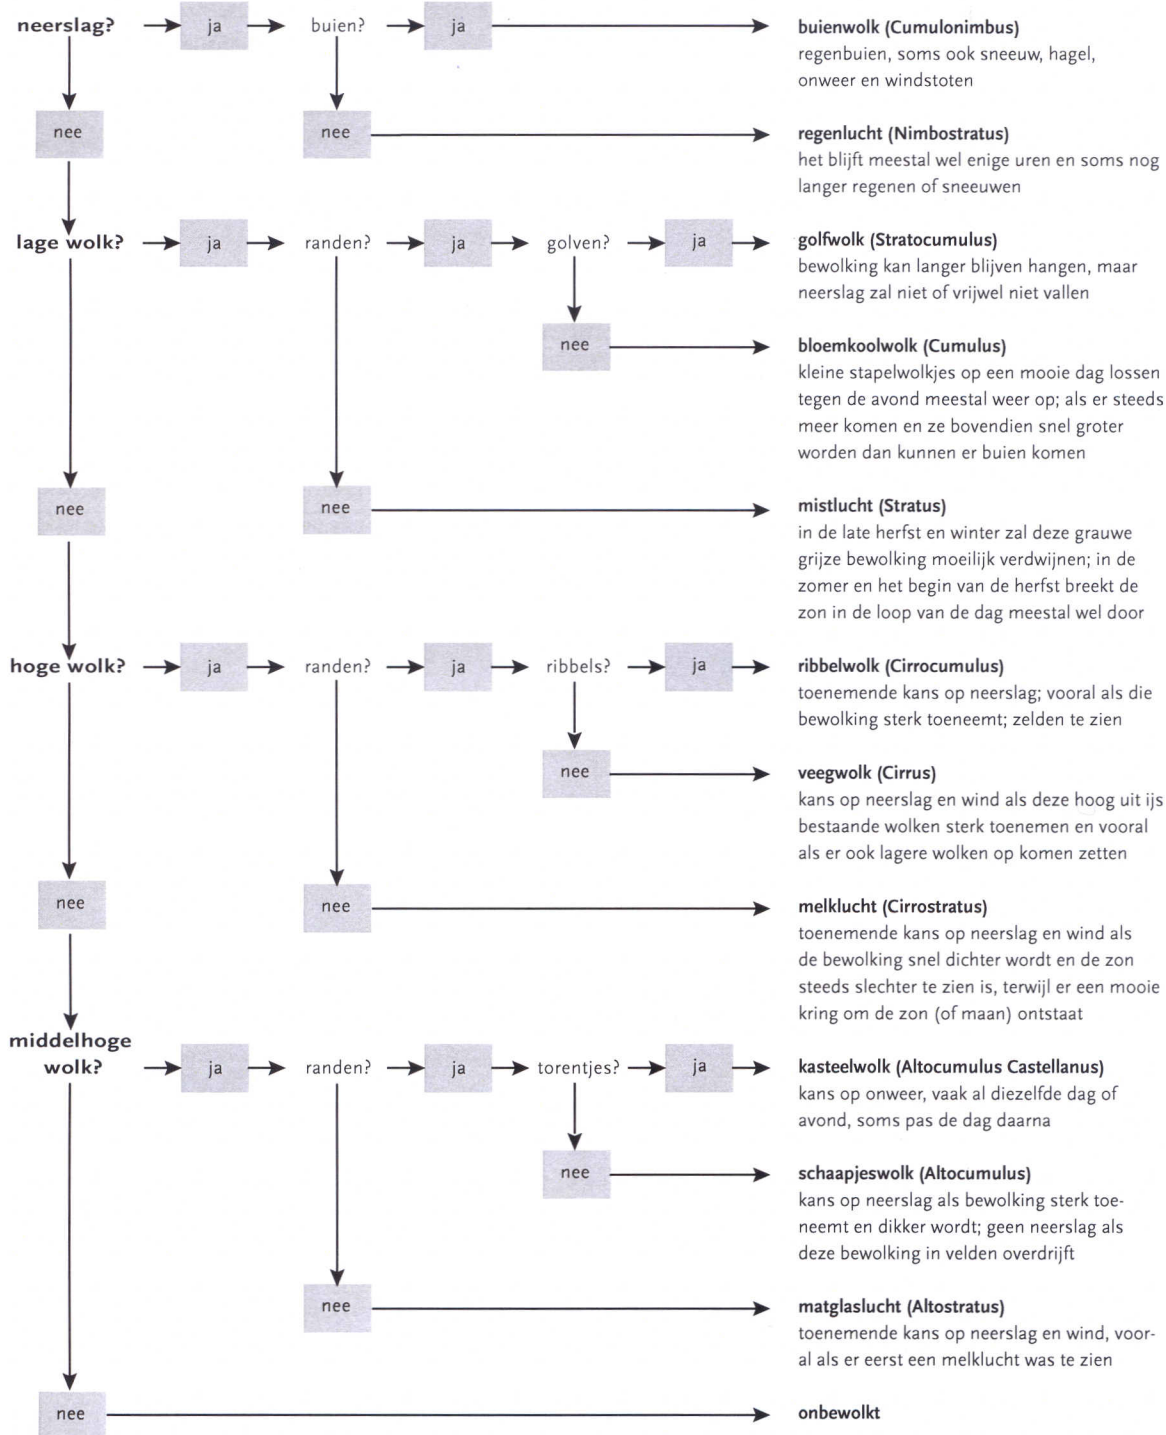 neerslag? ja buien? ja buienwolk (Cumulonimbus)
regenbuien, soms ook sneeuw, hagel,
onweer en windstoten
nee nee regenlucht (Nimbostratus)
het blijft meestal wel enige uren en soms nog
langer regenen of sneeuwen
lage wolk? ja randen? ja golven? ja golfwolk (Stratocumulus)
bewolking kan langer blijven hangen, maar
neerslag zal niet of vrijwel niet vallen
nee bloemkoolwolk (Cumulus)
kleine stapelwolkjes op een mooie dag lossen
tegen de avond meestal weer op; als er steeds
meer komen en ze bovendien snel groter
worden dan kunnen er buien komen
nee nee mistlucht (Stratus)
in de late herfst en winter zal deze grauwe
grijze bewolking moeilijk verdwijnen; in de
zomer en het begin van de herfst breekt de
zon in de loop van de dag meestal wel door
hoge wolk? ja randen? ja ribbels? ja ribbelwolk (Cirrocumulus)
toenemende kans op neerslag; vooral als die
bewolking sterk toeneemt; zelden te zien
nee veegwolk (Cirrus)
kans op neerslag en wind als deze hoog uit ijs
bestaande wolken sterk toenemen en vooral
als er ook lagere wolken op komen zetten
nee nee melklucht (Cirrostratus)
toenemende kans op neerslag en wind als
de bewolking snel dichter wordt en de zon
steeds slechter te zien is, terwijl er een mooie
kring om de zon (of maan) ontstaat
middelhoge
wolk? ja randen? ja torentjes? ja kasteelwolk (Altocumulus Castellanus)
kans op onweer, vaak al diezelfde dag of
avond, soms pas de dag daarna
nee schaapjeswolk (Altocumulus)
kans op neerslag als bewolking sterk toe-
neemt en dikker wordt; geen neerslag als
deze bewolking in velden overdrijft
nee matglaslucht (Altostratus)
toenemende kans op neerslag en wind, voor-
al als er eerst een melklucht was te zien
nee onbewolkt